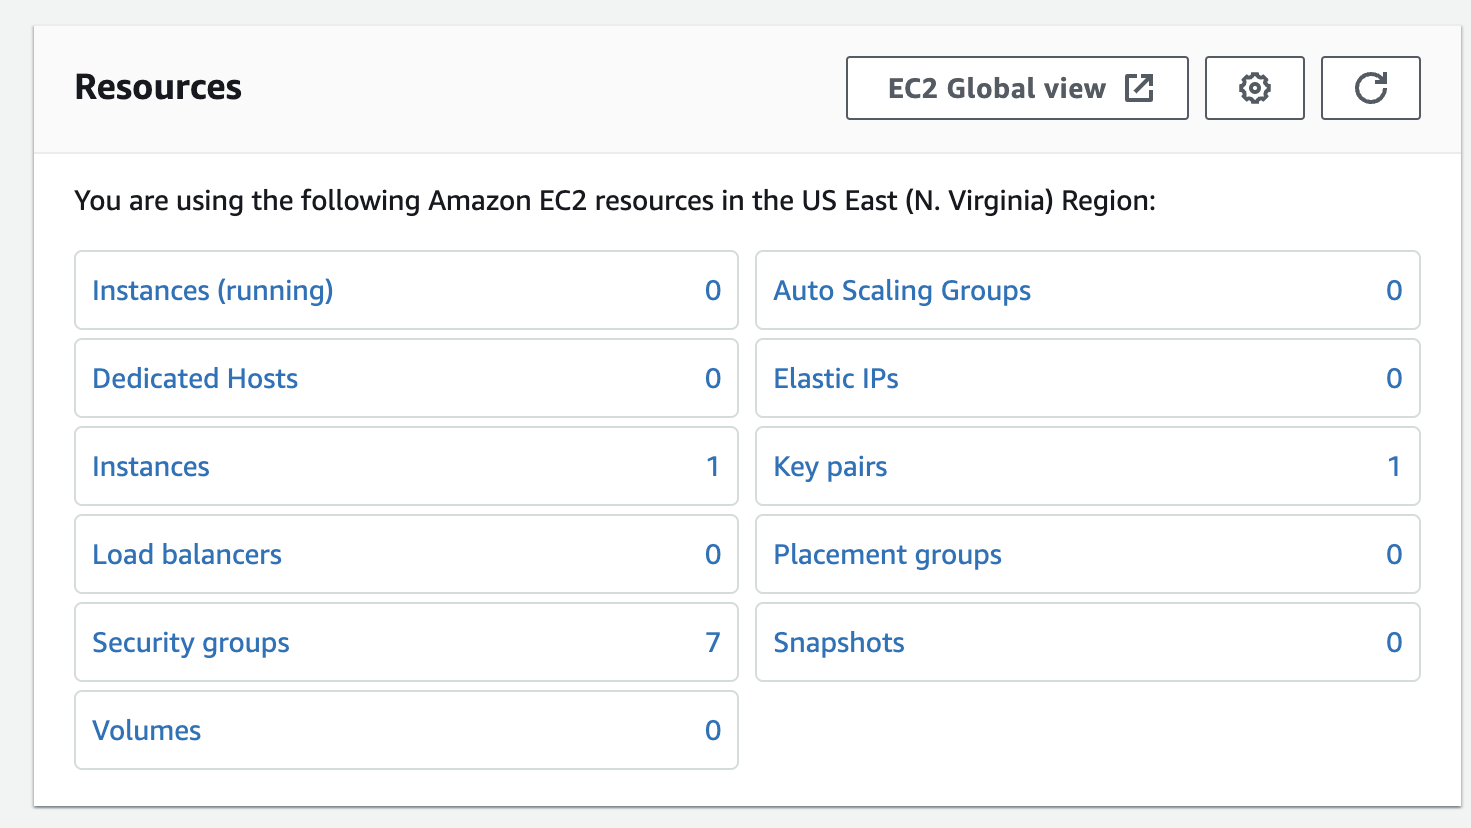 Resources
EC2 Global view
You are using the following Amazon EC2 resources in the US East (N. Virginia) Region:
Instances (running) 0
Auto Scaling Groups 0
Dedicated Hosts 0
Elastic IPs 0
Instances 1
Key pairs 1
Load balancers 0
Placement groups 0
Security groups 7
Snapshots 0
Volumes 0